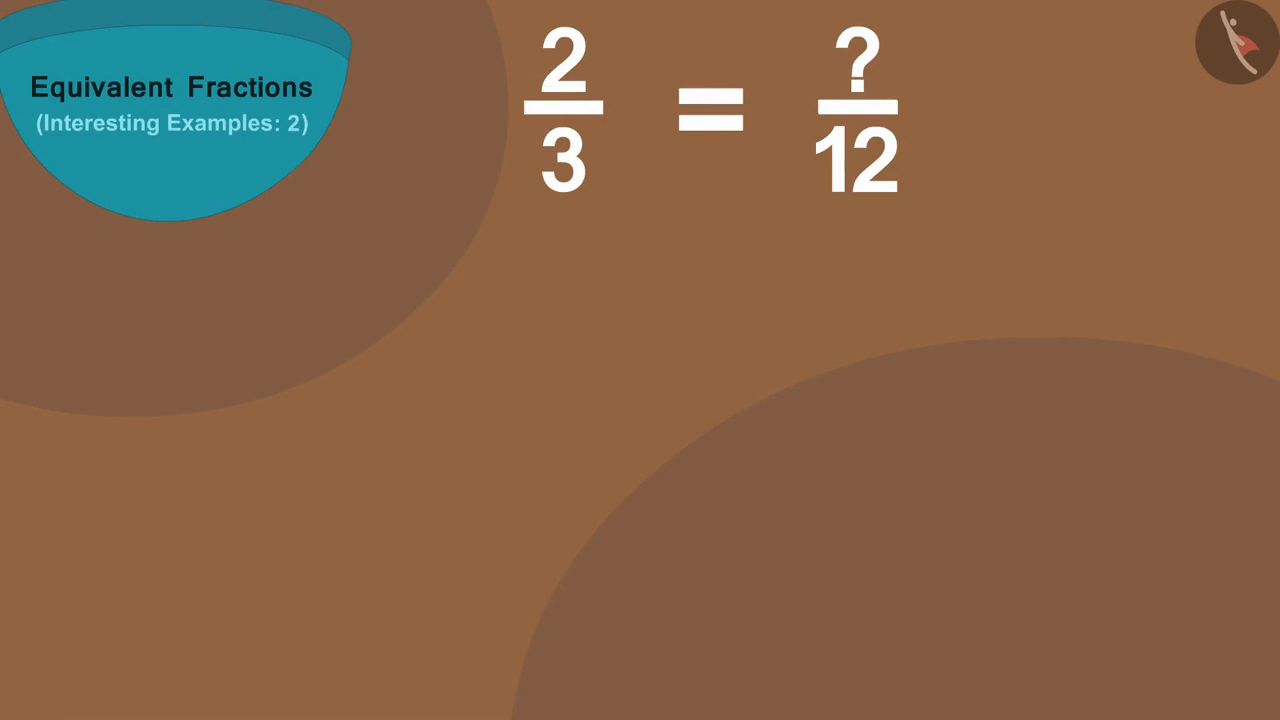 Equivalent Fractions
(Interesting Examples: 2)
2
3
=
?
12